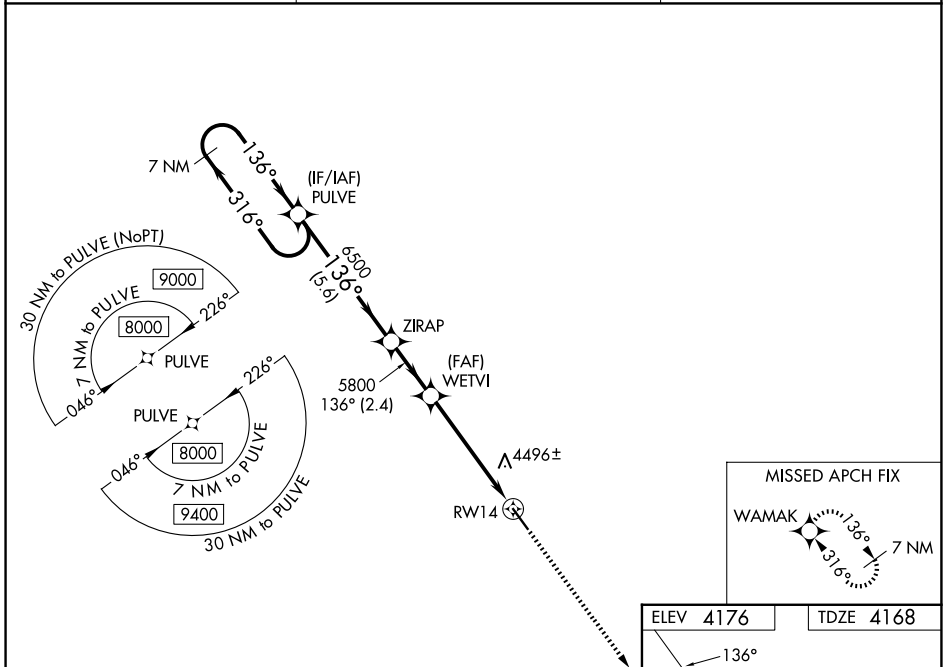 7 NM
136°
316°
(IF/IAF)
PULVE
6500
136°
(5.6)
30 NM to PULVE (NoPT)
9000
7 NM to PULVE
8000
226°
046°
PULVE
ZIRAP
(FAF)
WETVI
5800
136° (2.4)
PULVE
226°
046°
8000
7 NM to PULVE
9400
30 NM to PULVE
4496±
RW14
MISSED APCH FIX
WAMAK
136°
316°
7 NM
ELEV 4176
TDZE 4168
136°